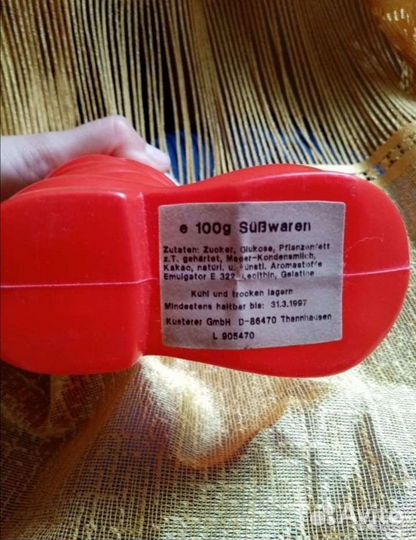 e 100g Süßwaren
Zutaten: Zucker, Glukose, Pflanzenfett
z.T. gehärtet, Mager-Kondensmilch,
Kakao, natürl. u. künstl. Aromastoffe
Emulgator E 322 Lecithin, Gelatine
Kühl und trocken lagern
Mindestens haltbar bis: 31.3.1997
Kusterer GmbH D-86470 Thannhausen
L 905470
Avito